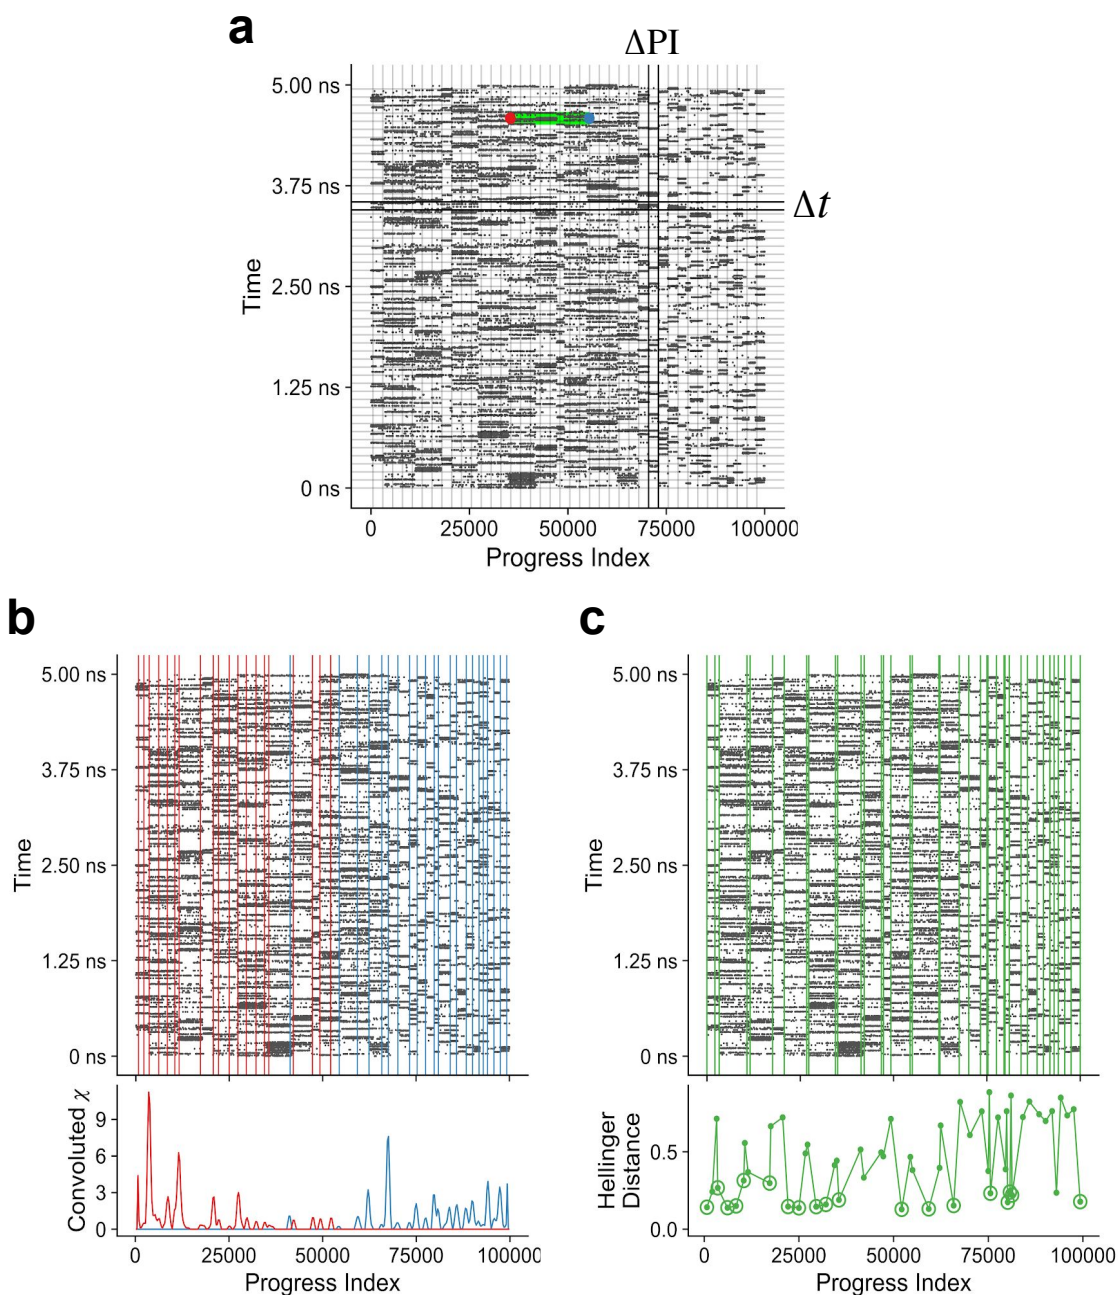 a
ΔPI
5.00 ns
3.75 ns
Δt
2.50 ns
1.25 ns
0 ns
Time
0 25000 50000 75000 100000
Progress Index
b
5.00 ns
3.75 ns
2.50 ns
1.25 ns
0 ns
Time
9
6
3
0
Convoluted χ
0 25000 50000 75000 100000
Progress Index
c
5.00 ns
3.75 ns
2.50 ns
1.25 ns
0 ns
Time
0.5
0.0
Hellinger
Distance
0 25000 50000 75000 100000
Progress Index